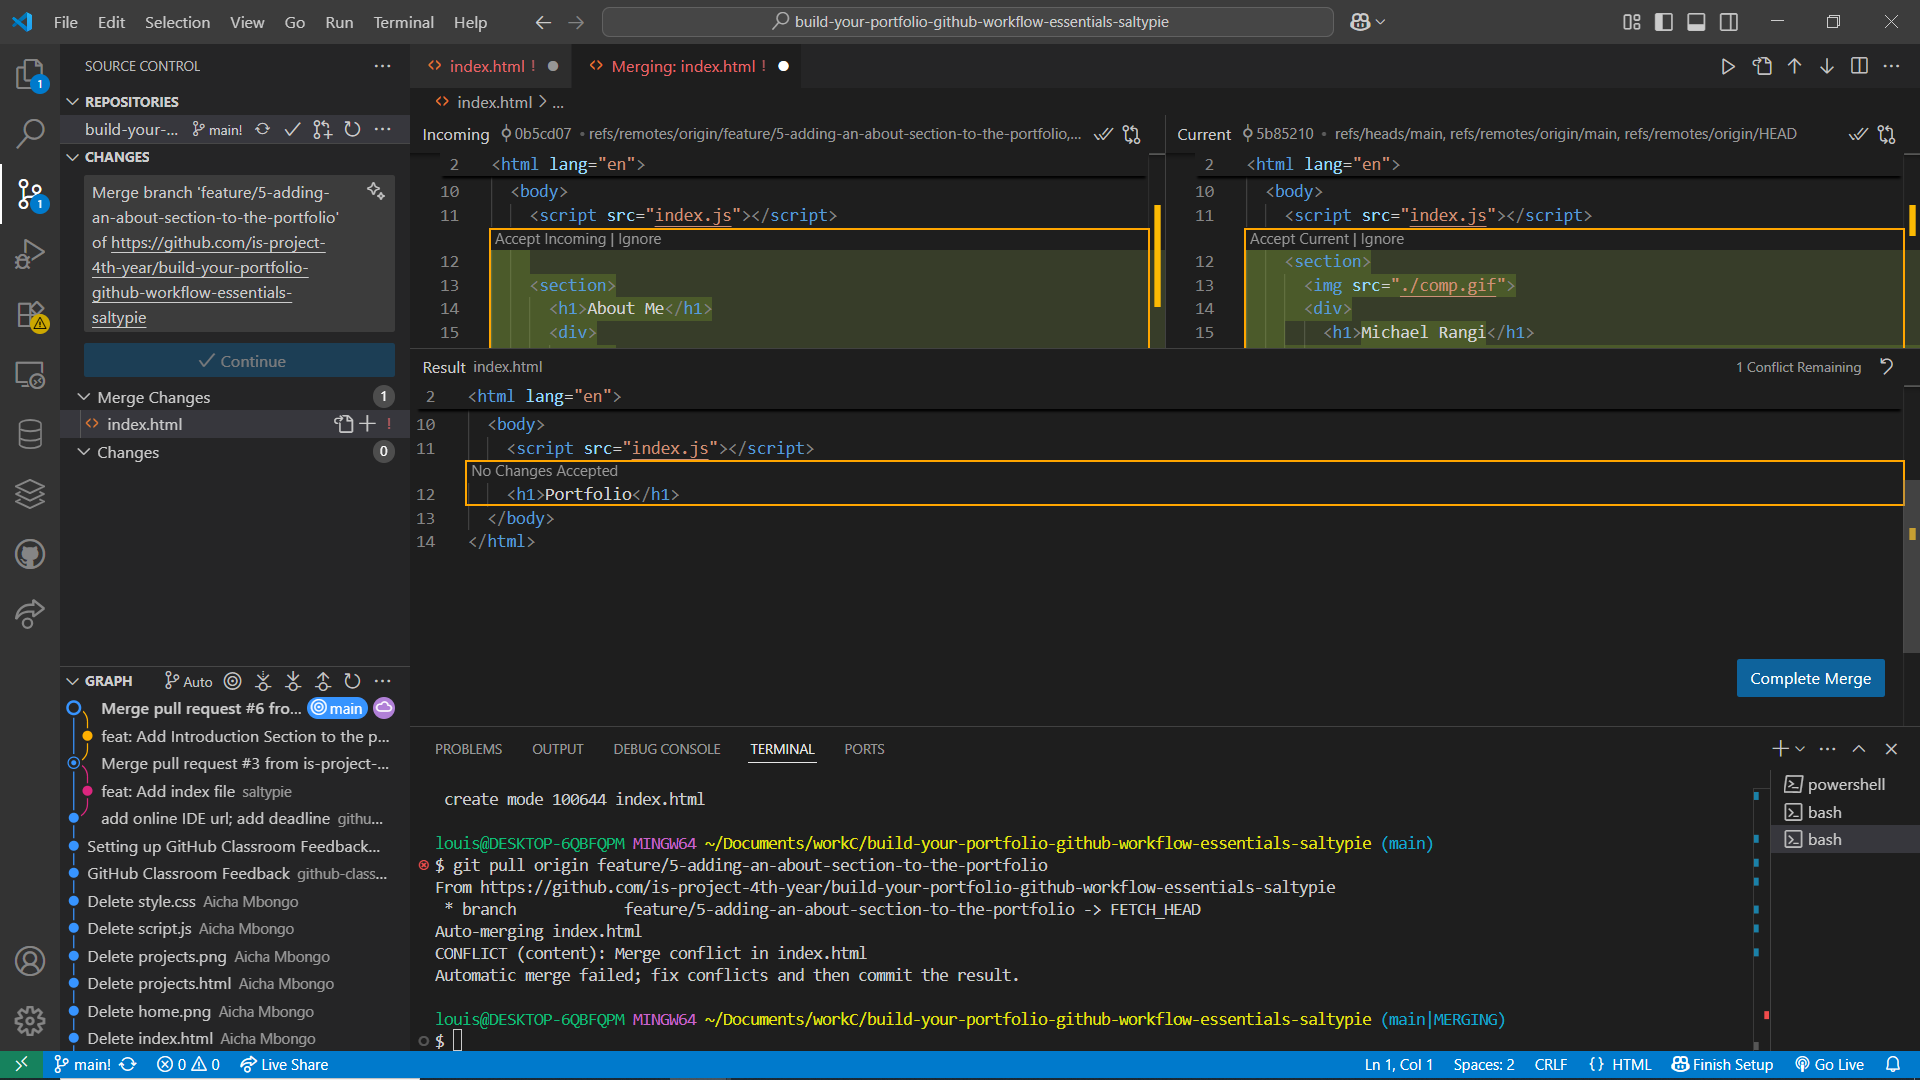 File Edit Selection View Go Run Terminal Help
build-your-portfolio-github-workflow-essentials-saltypie
SOURCE CONTROL
REPOSITORIES
build-your-... main!
CHANGES
Merge branch 'feature/5-adding-
an-about-section-to-the-portfolio'
of https://github.com/is-project-
4th-year/build-your-portfolio-
github-workflow-essentials-
saltypie
Continue
Merge Changes 1
index.html !
Changes 0
GRAPH Auto
Merge pull request #6 fro... main
feat: Add Introduction Section to the p...
Merge pull request #3 from is-project-...
feat: Add index file saltypie
add online IDE url; add deadline githu...
Setting up GitHub Classroom Feedback...
GitHub Classroom Feedback github-class...
Delete style.css Aicha Mbongo
Delete script.js Aicha Mbongo
Delete projects.png Aicha Mbongo
Delete projects.html Aicha Mbongo
Delete home.png Aicha Mbongo
Delete index.html Aicha Mbongo
index.html !
Merging: index.html !
index.html > ...
Incoming 0b5cd07 • refs/remotes/origin/feature/5-adding-an-about-section-to-the-portfolio,...
2 <html lang="en">
10 <body>
11 <script src="index.js"></script>
Accept Incoming | Ignore
12
13 <section>
14 <h1>About Me</h1>
15 <div>
Current 5b85210 • refs/heads/main, refs/remotes/origin/main, refs/remotes/origin/HEAD
2 <html lang="en">
10 <body>
11 <script src="index.js"></script>
Accept Current | Ignore
12 <section>
13 <img src="./comp.gif">
14 <div>
15 <h1>Michael Rangi</h1>
Result index.html 1 Conflict Remaining
2 <html lang="en">
10 <body>
11 <script src="index.js"></script>
No Changes Accepted
12 <h1>Portfolio</h1>
13 </body>
14 </html>
Complete Merge
PROBLEMS OUTPUT DEBUG CONSOLE TERMINAL PORTS
create mode 100644 index.html
louis@DESKTOP-6QBFQPM MINGW64 ~/Documents/workC/build-your-portfolio-github-workflow-essentials-saltypie (main)
$ git pull origin feature/5-adding-an-about-section-to-the-portfolio
From https://github.com/is-project-4th-year/build-your-portfolio-github-workflow-essentials-saltypie
* branch feature/5-adding-an-about-section-to-the-portfolio -> FETCH_HEAD
Auto-merging index.html
CONFLICT (content): Merge conflict in index.html
Automatic merge failed; fix conflicts and then commit the result.
louis@DESKTOP-6QBFQPM MINGW64 ~/Documents/workC/build-your-portfolio-github-workflow-essentials-saltypie (main|MERGING)
$
powershell
bash
bash
main! 0 0 Live Share Ln 1, Col 1 Spaces: 2 CRLF {} HTML Finish Setup Go Live